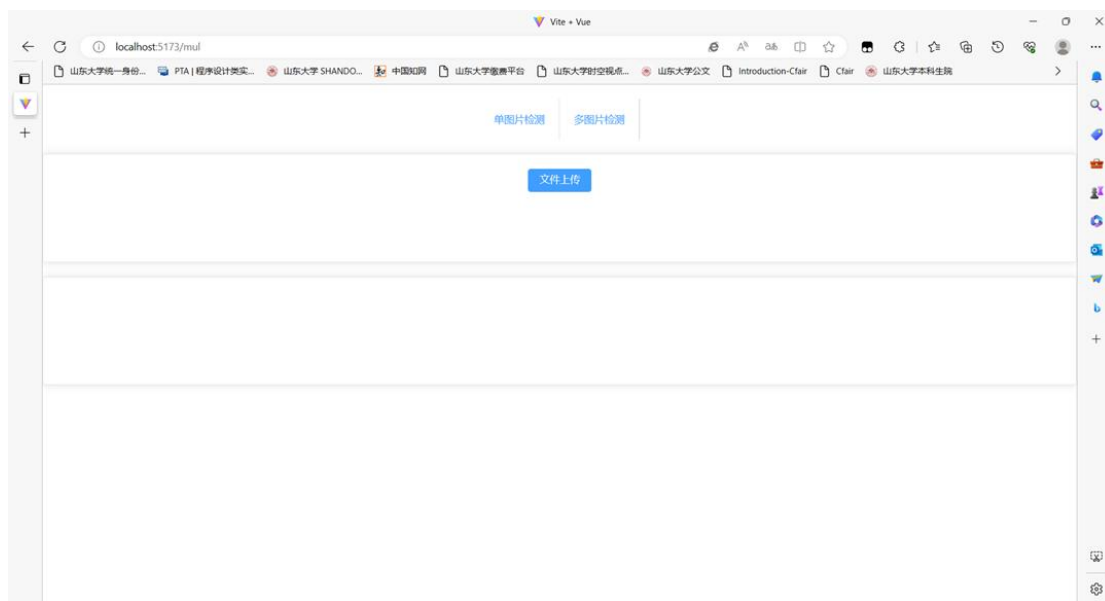 Vite + Vue
localhost:5173/mul
山东大学统一身份... PTA | 程序设计类实... 山东大学 SHANDO... 中国知网 山东大学缴费平台 山东大学时空视点... 山东大学公文 Introduction-Cfair Cfair 山东大学本科生院
单图片检测 多图片检测
文件上传